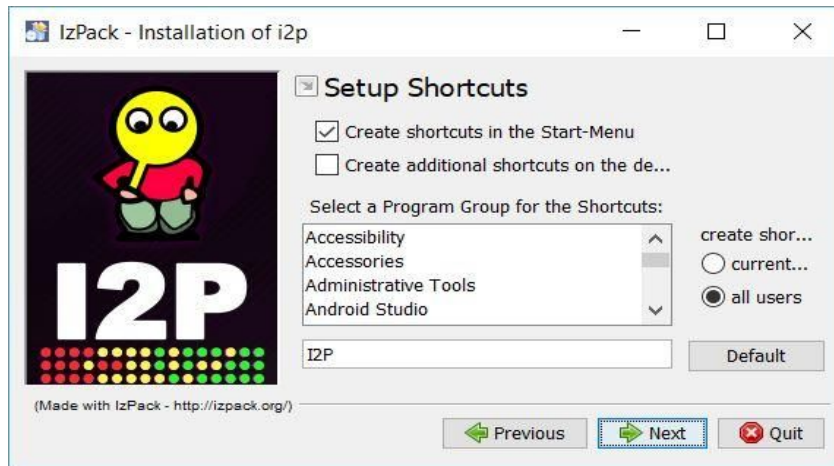 IzPack - Installation of i2p
Setup Shortcuts
Create shortcuts in the Start-Menu
Create additional shortcuts on the de...
Select a Program Group for the Shortcuts:
Accessibility
Accessories
Administrative Tools
Android Studio
create shor...
current...
all users
I2P
Default
I2P
(Made with IzPack - http://izpack.org/)
Previous
Next
Quit